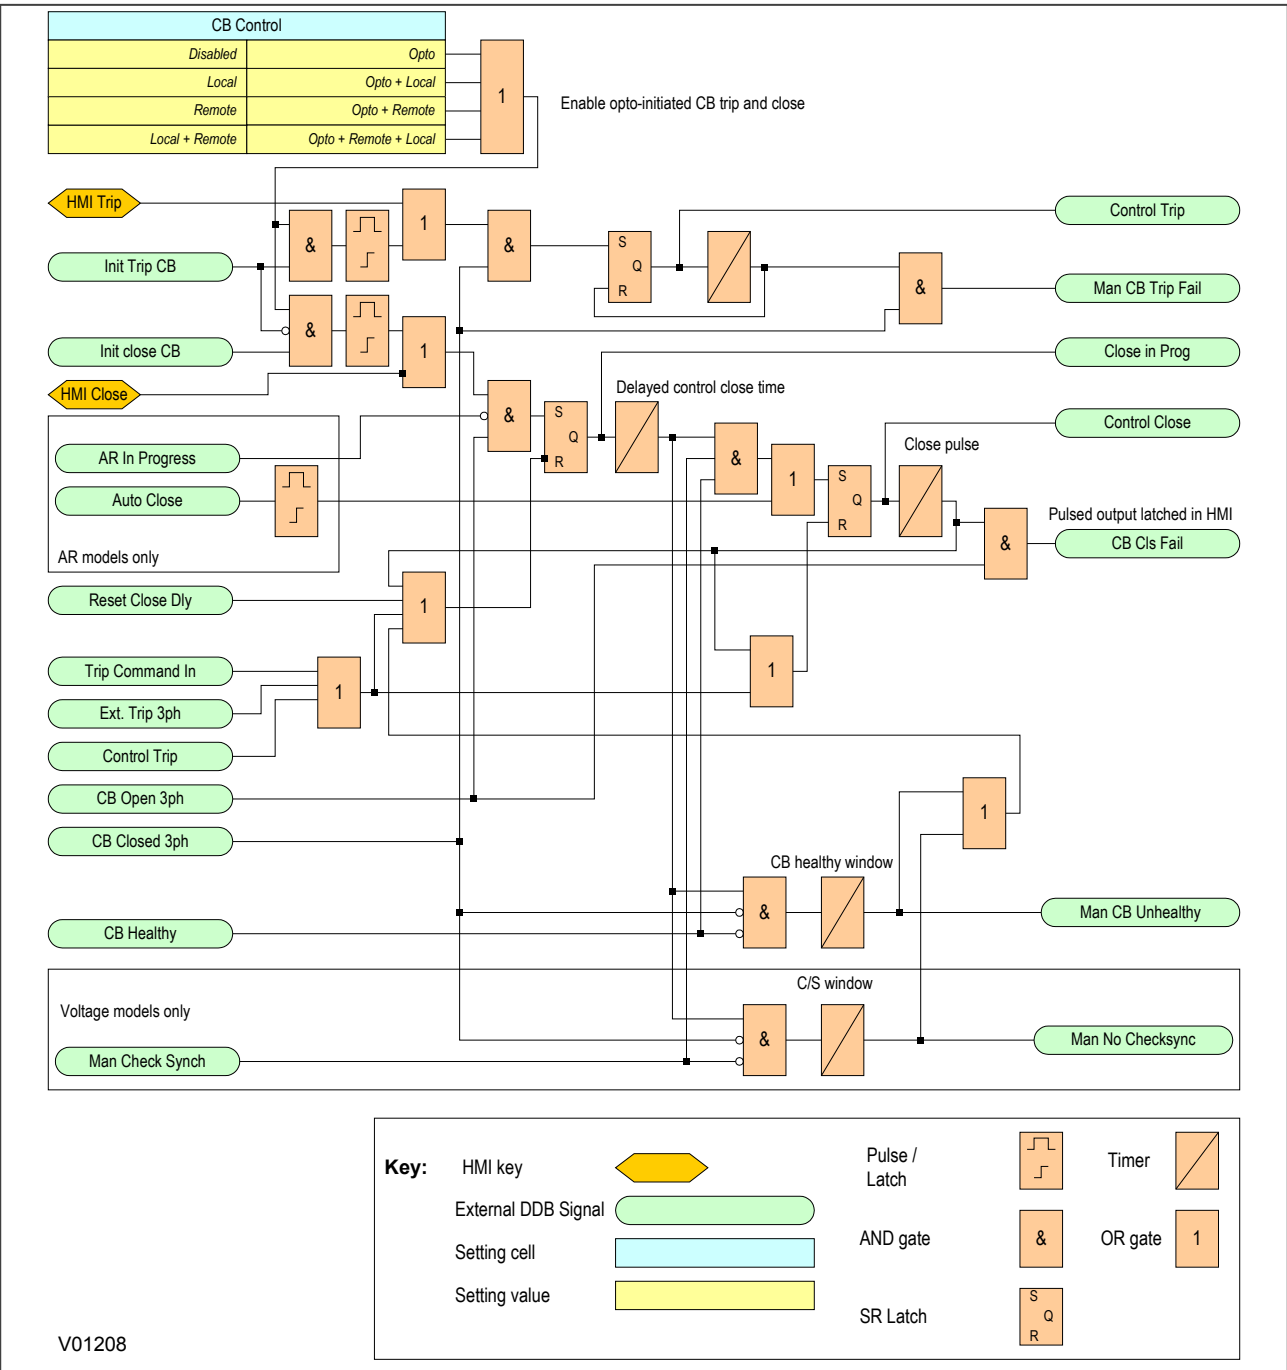 CB Control
Disabled Opto
Local Opto + Local
Remote Opto + Remote
Local + Remote Opto + Remote + Local
1
Enable opto-initiated CB trip and close
HMI Trip
1
Control Trip
&
&
S
Q
R
Init Trip CB
&
Man CB Trip Fail
&
1
Init close CB
Close in Prog
HMI Close
Delayed control close time
&
S
Q
R
Control Close
Close pulse
AR In Progress
&
1
S
Q
R
Auto Close
Pulsed output latched in HMI
&
CB Cls Fail
AR models only
Reset Close Dly
1
Trip Command In
1
1
Ext. Trip 3ph
Control Trip
CB Open 3ph
1
CB Closed 3ph
CB healthy window
&
Man CB Unhealthy
CB Healthy
C/S window
Voltage models only
&
Man No Checksync
Man Check Synch
Key:
HMI key
Pulse /
Latch
Timer
External DDB Signal
AND gate
&
OR gate
1
Setting cell
Setting value
SR Latch
S
Q
R
V01208